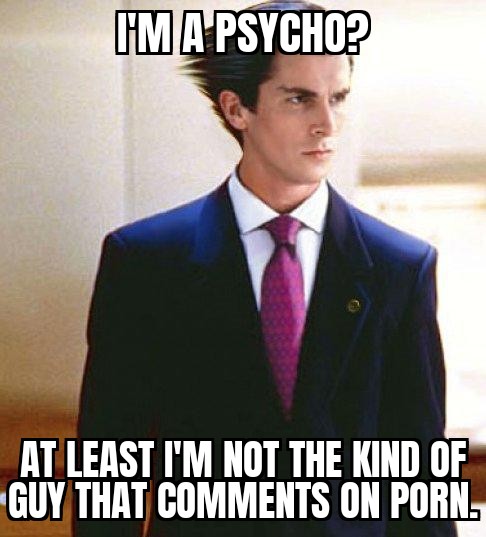 I'M A PSYCHO?
AT LEAST I'M NOT THE KIND OF
GUY THAT COMMENTS ON PORN.